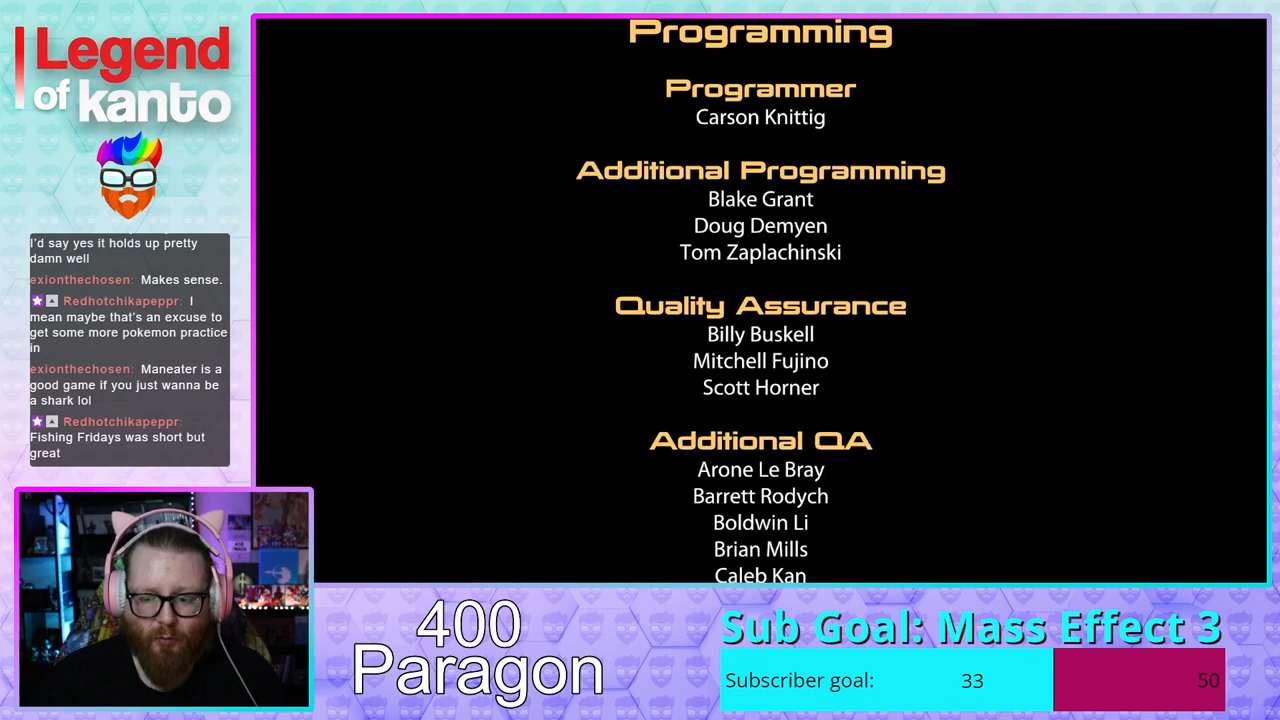 Legend
of kanto
I'd say yes it holds up pretty
damn well
exionthechosen: Makes sense.
Redhotchikapeppr: I
mean maybe that's an excuse to
get some more pokemon practice
in
exionthechosen: Maneater is a
good game if you just wanna be
a shark lol
Redhotchikapeppr:
Fishing Fridays was short but
great
Programming
Programmer
Carson Knittig
Additional Programming
Blake Grant
Doug Demyen
Tom Zaplachinski
Quality Assurance
Billy Buskell
Mitchell Fujino
Scott Horner
Additional QA
Arone Le Bray
Barrett Rodych
Boldwin Li
Brian Mills
Caleb Kan
400
Paragon
Sub Goal: Mass Effect 3
Subscriber goal: 33 50